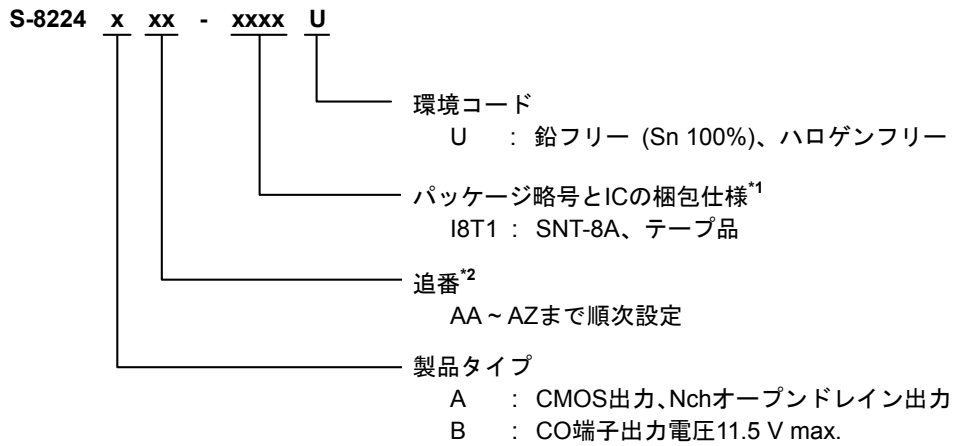 S-8224 x xx - xxxx U
環境コード
U : 鉛フリー (Sn 100%)、ハロゲンフリー
パッケージ略号とICの梱包仕様*1
I8T1 : SNT-8A、テープ品
追番*2
AA ~ AZまで順次設定
製品タイプ
A : CMOS出力、Nchオープンドレイン出力
B : CO端子出力電圧11.5 V max.